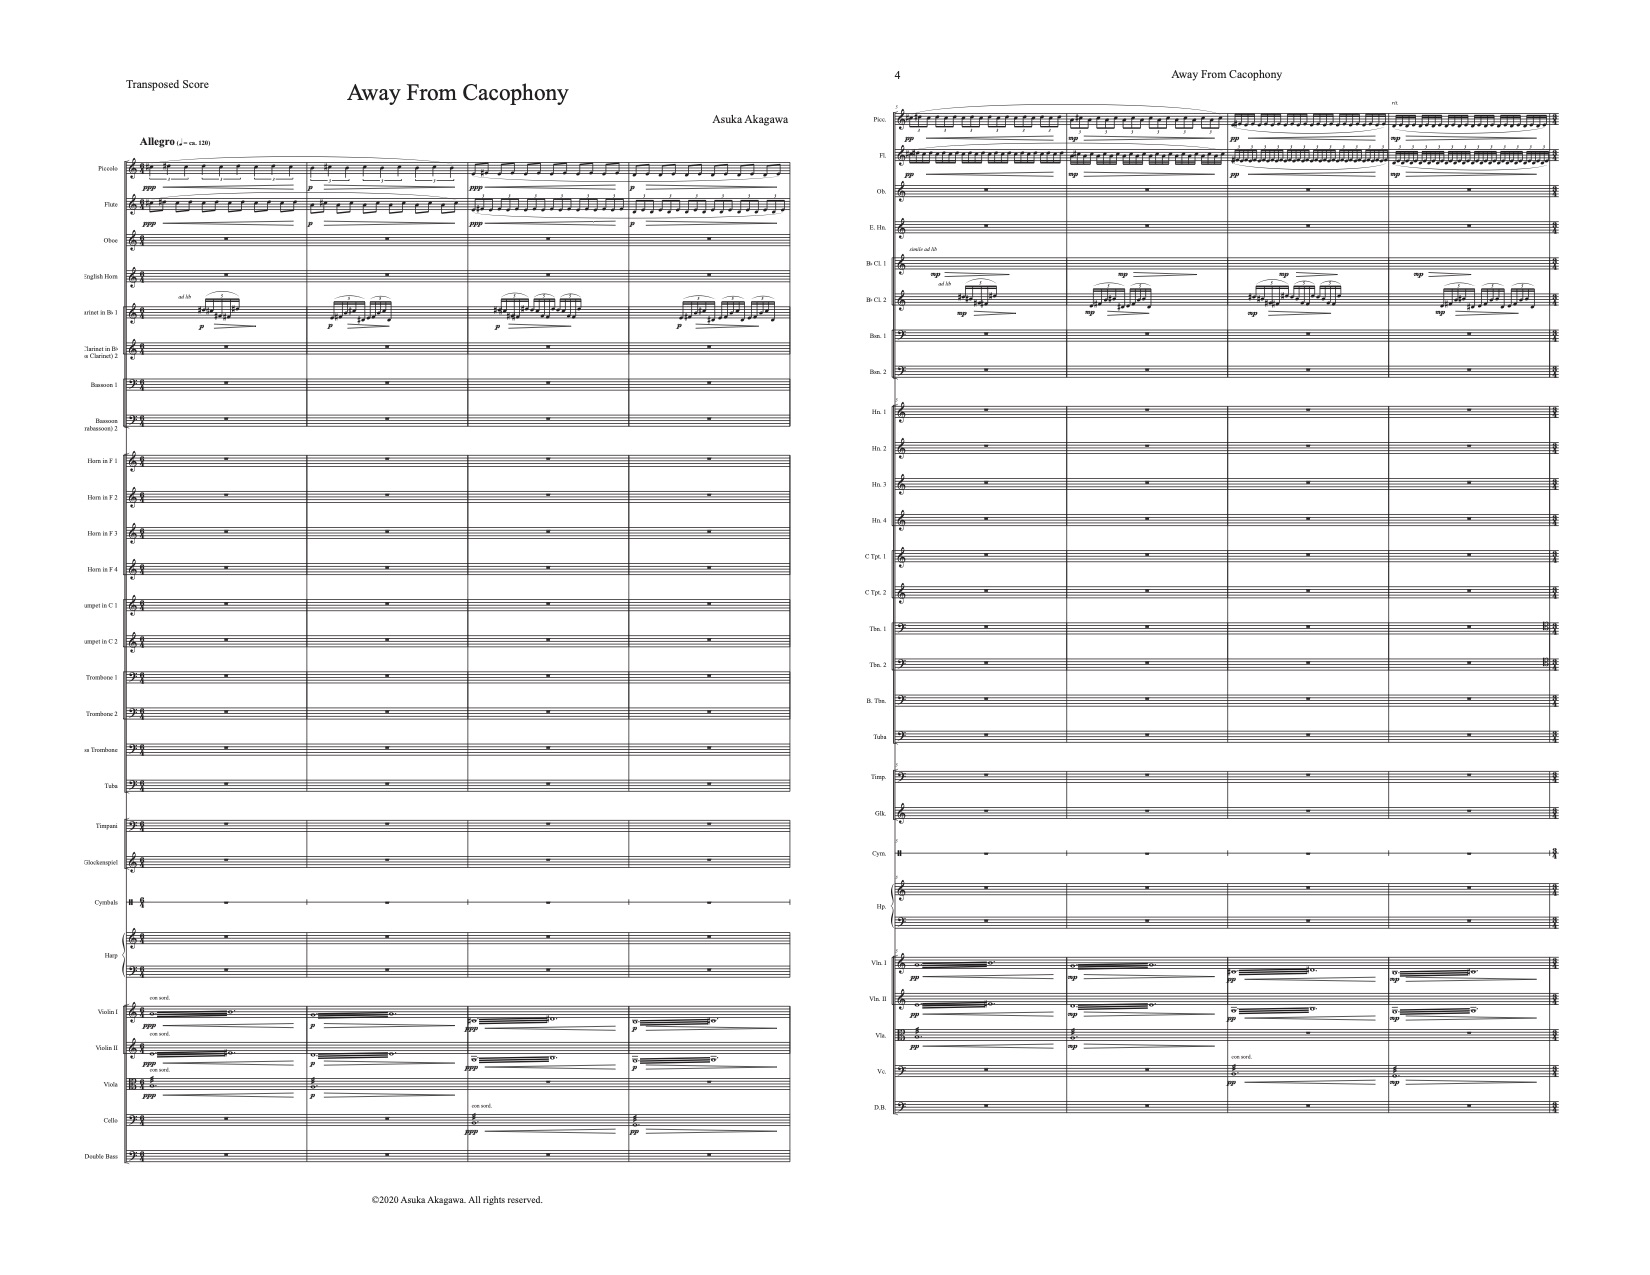 Transposed Score
Away From Cacophony
Asuka Akagawa
Allegro (♩ = ca. 120)
Piccolo
ppp p ppp p
Flute
ppp p ppp p
Oboe
English Horn
ad lib
arinet in B♭ 1
p p p p
Clarinet in B♭
ss Clarinet) 2
Bassoon 1
Bassoon
rabassoon) 2
Horn in F 1
Horn in F 2
Horn in F 3
Horn in F 4
umpet in C 1
umpet in C 2
Trombone 1
Trombone 2
ss Trombone
Tuba
Timpani
Glockenspiel
Cymbals
Harp
con sord.
Violin I
ppp p ppp p
con sord.
Violin II
ppp p ppp p
con sord.
Viola
ppp p
con sord.
Cello
ppp pp
Double Bass
©2020 Asuka Akagawa. All rights reserved.
4
Away From Cacophony
rit.
Picc.
pp mp pp mp
Fl.
pp mp pp mp
Ob.
E. Hn.
simile ad lib
B♭ Cl. 1
mp mp mp mp
ad lib
B♭ Cl. 2
mp mp mp mp
Bsn. 1
Bsn. 2
Hn. 1
Hn. 2
Hn. 3
Hn. 4
C Tpt. 1
C Tpt. 2
Tbn. 1
Tbn. 2
B. Tbn.
Tuba
Timp.
Glk.
Cym.
Hp.
Vln. I
pp mp pp mp
Vln. II
pp mp pp mp
Vla.
pp mp
con sord.
Vc.
pp mp
D.B.